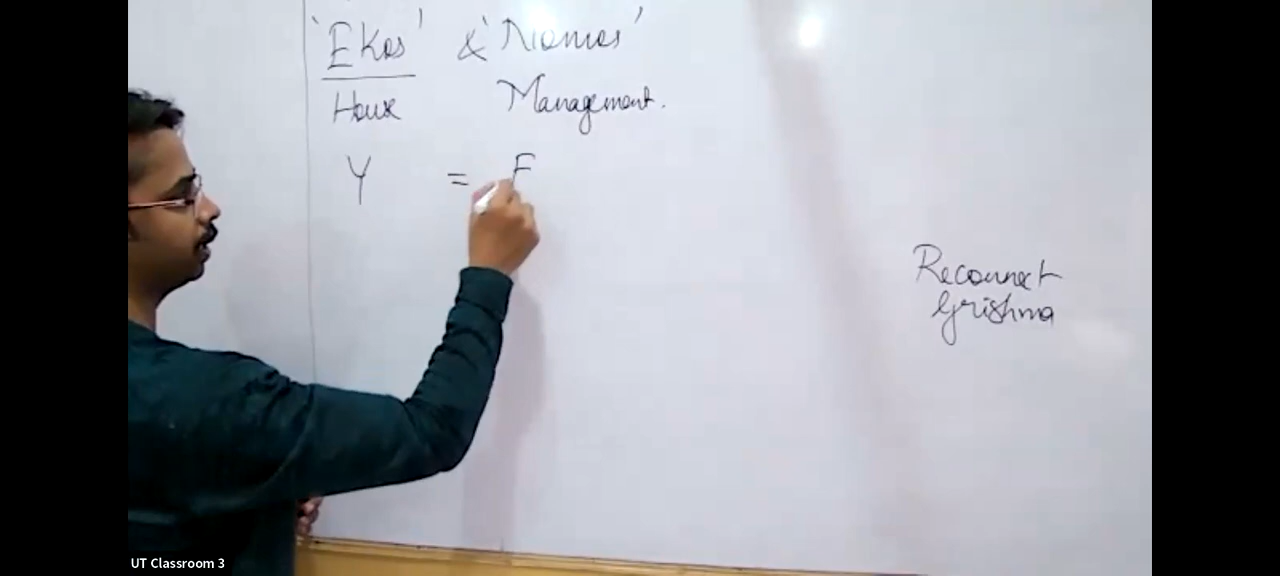 'Ekos' & 'Nomos'
House Management.
Y = F
Reconnect
Grishma
UT Classroom 3